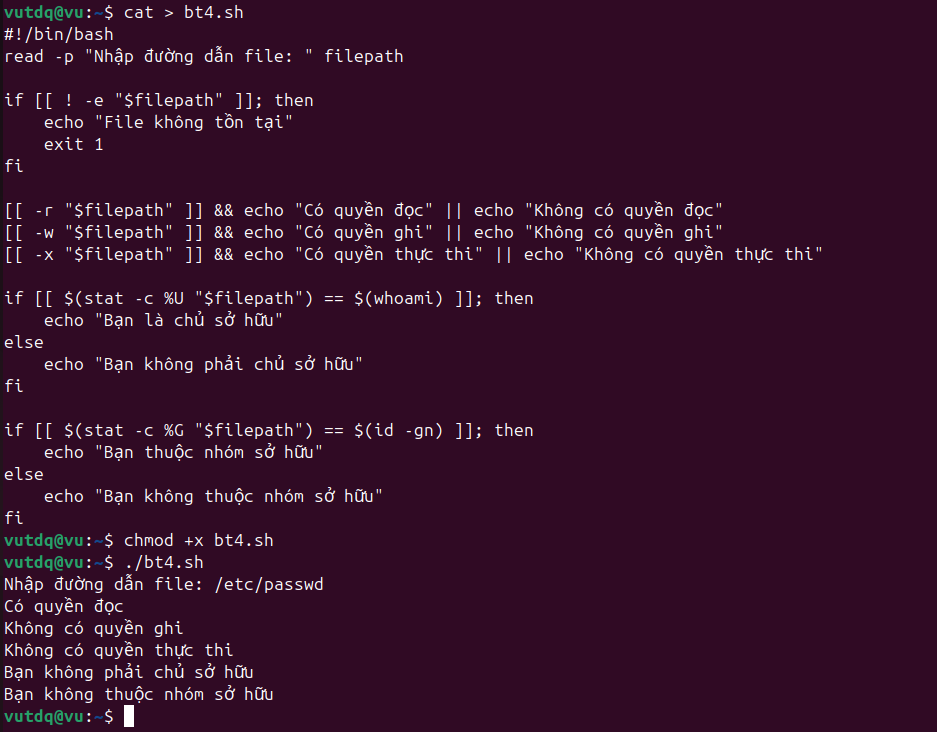 vutdq@vu:~$ cat > bt4.sh
#!/bin/bash
read -p "Nhập đường dẫn file: " filepath

if [[ ! -e "$filepath" ]]; then
    echo "File không tồn tại"
    exit 1
fi

[[ -r "$filepath" ]] && echo "Có quyền đọc" || echo "Không có quyền đọc"
[[ -w "$filepath" ]] && echo "Có quyền ghi" || echo "Không có quyền ghi"
[[ -x "$filepath" ]] && echo "Có quyền thực thi" || echo "Không có quyền thực thi"

if [[ $(stat -c %U "$filepath") == $(whoami) ]]; then
    echo "Bạn là chủ sở hữu"
else
    echo "Bạn không phải chủ sở hữu"
fi

if [[ $(stat -c %G "$filepath") == $(id -gn) ]]; then
    echo "Bạn thuộc nhóm sở hữu"
else
    echo "Bạn không thuộc nhóm sở hữu"
fi
vutdq@vu:~$ chmod +x bt4.sh
vutdq@vu:~$ ./bt4.sh
Nhập đường dẫn file: /etc/passwd
Có quyền đọc
Không có quyền ghi
Không có quyền thực thi
Bạn không phải chủ sở hữu
Bạn không thuộc nhóm sở hữu
vutdq@vu:~$